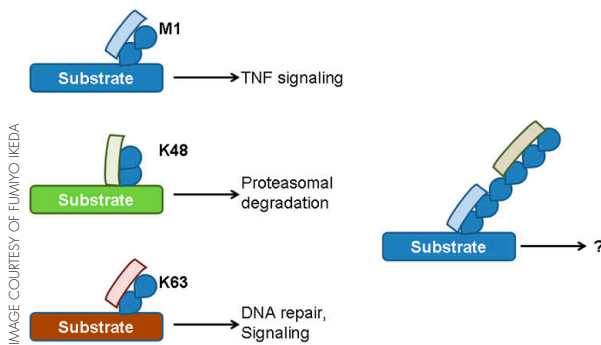 M1
Substrate
TNF signaling
K48
Substrate
Proteasomal
degradation
K63
Substrate
DNA repair,
Signaling
Substrate
?
IMAGE COURTESY OF FUMIYO IKEDA